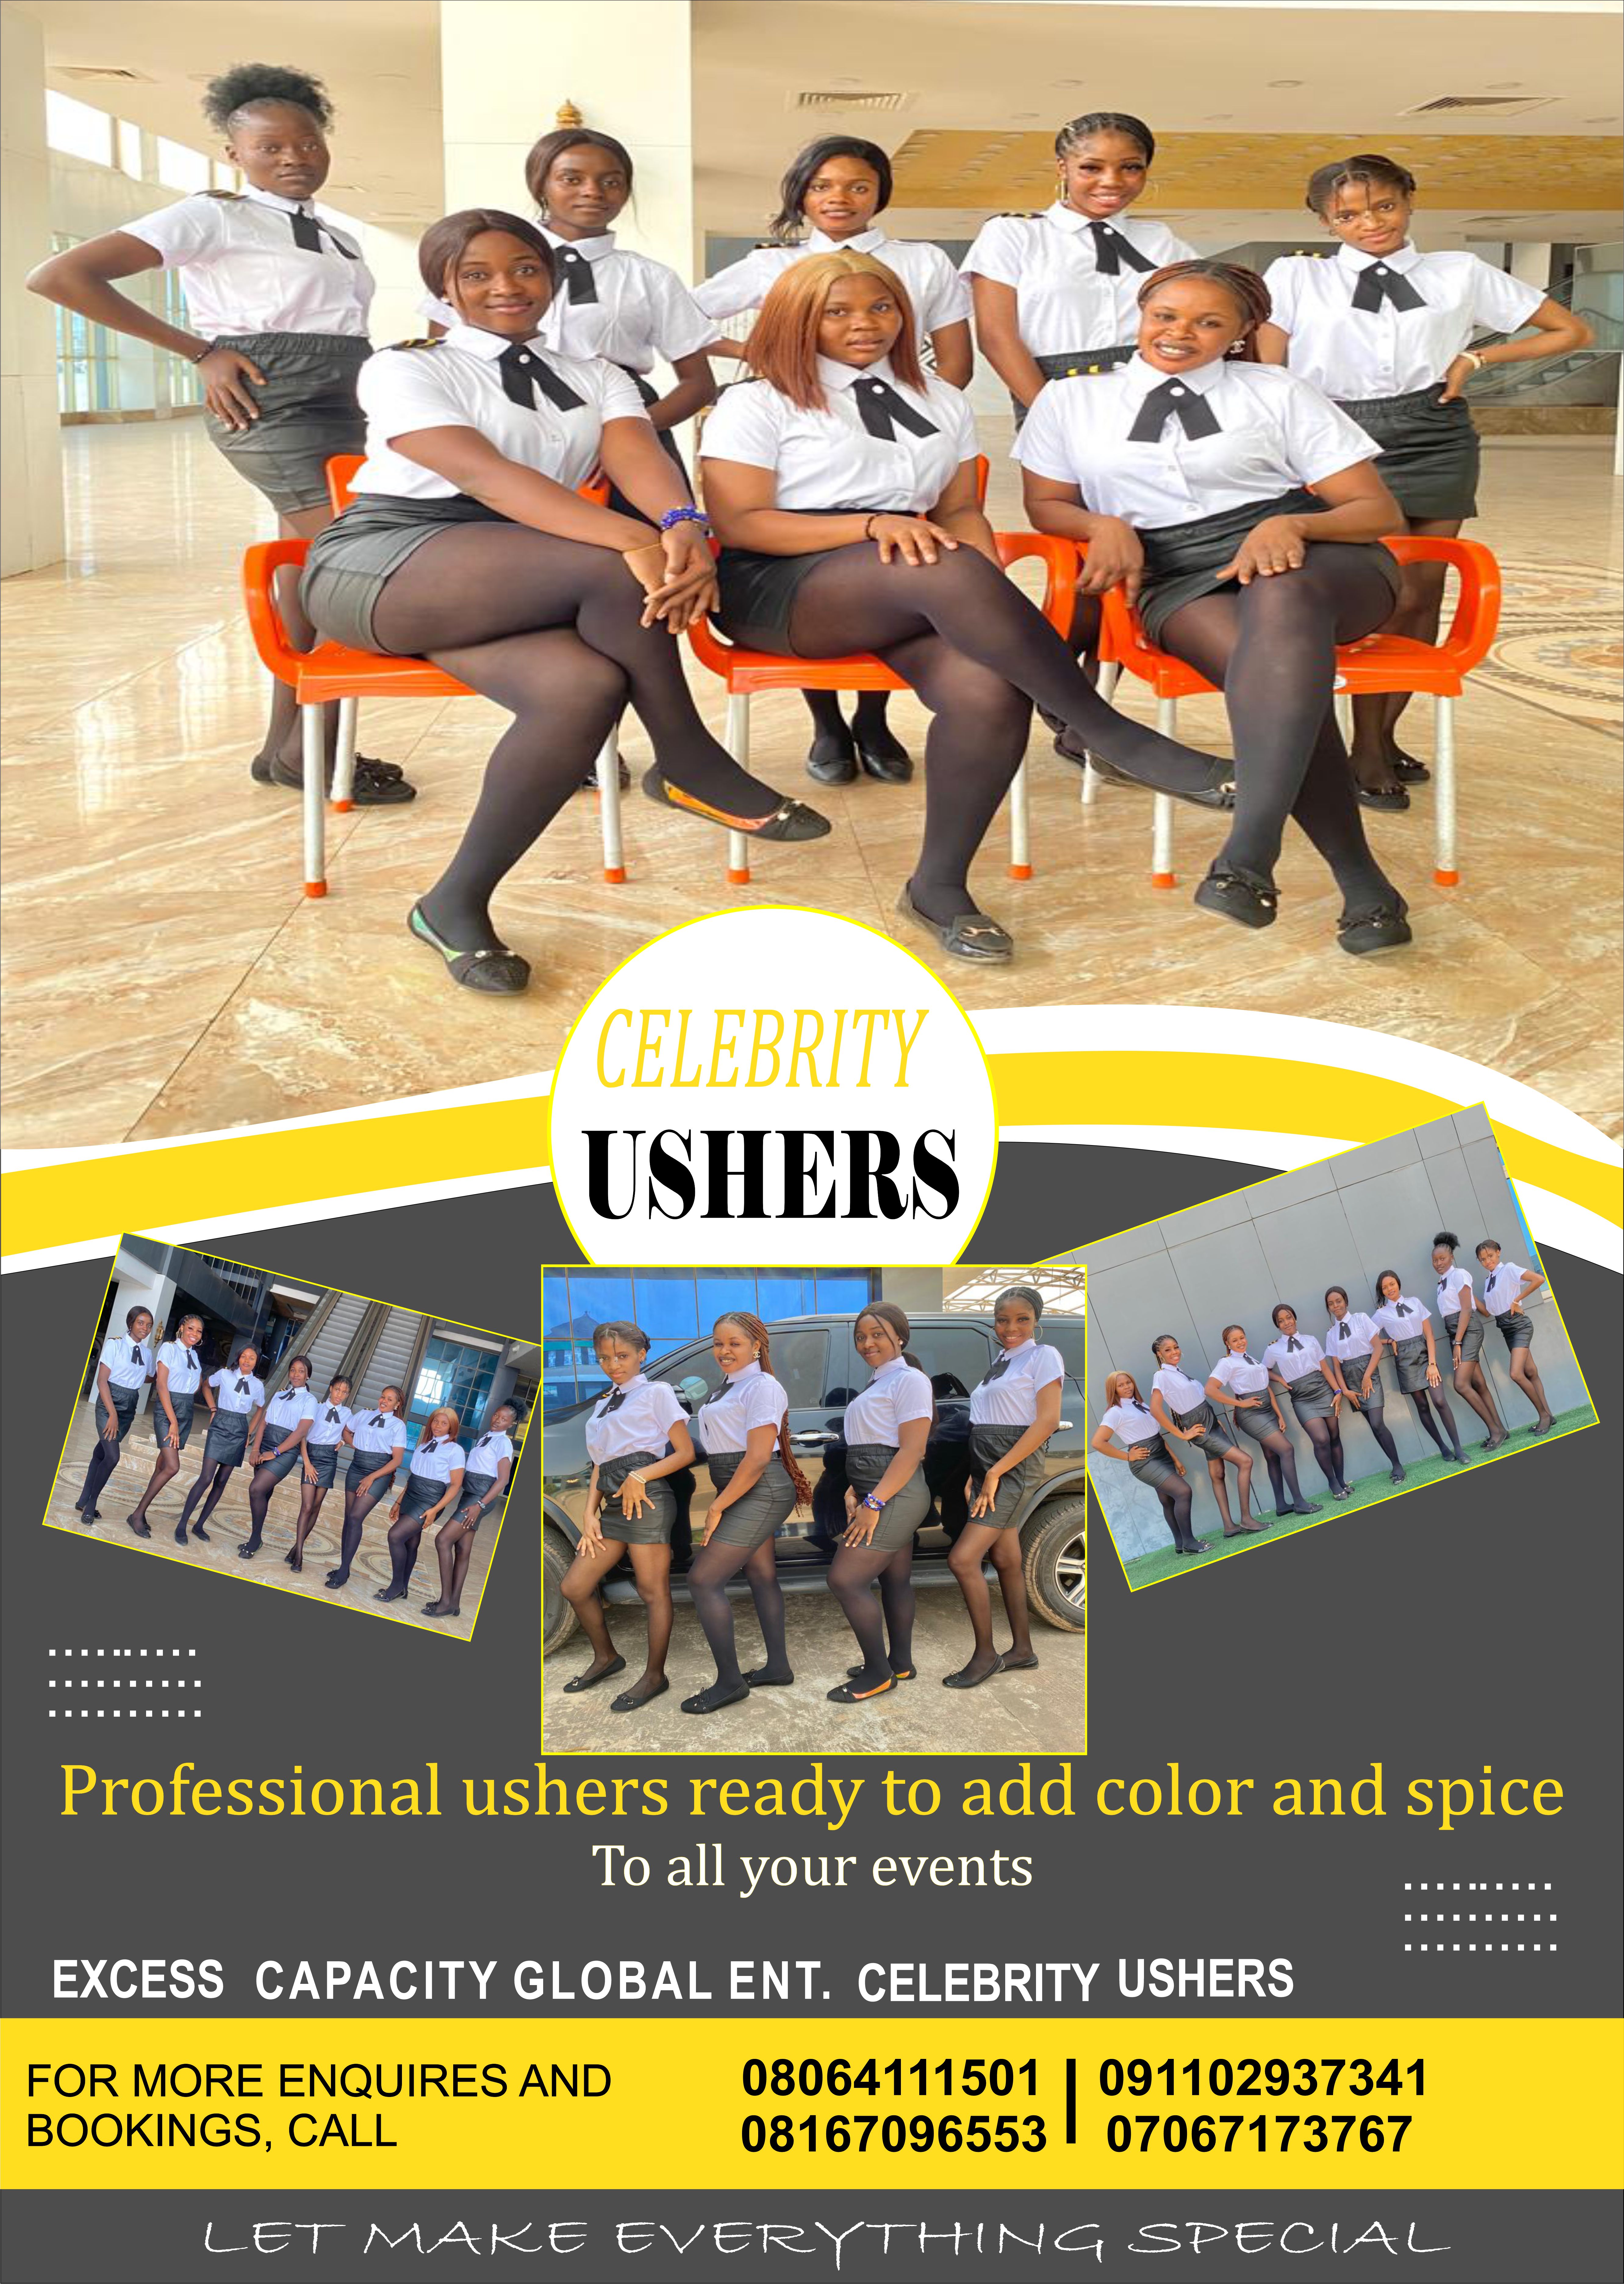 CELEBRITY
USHERS
Professional ushers ready to add color and spice
To all your events
EXCESS CAPACITY GLOBAL ENT. CELEBRITY USHERS
FOR MORE ENQUIRES AND
BOOKINGS, CALL
08064111501 | 091102937341
08167096553 | 07067173767
LET MAKE EVERYTHING SPECIAL